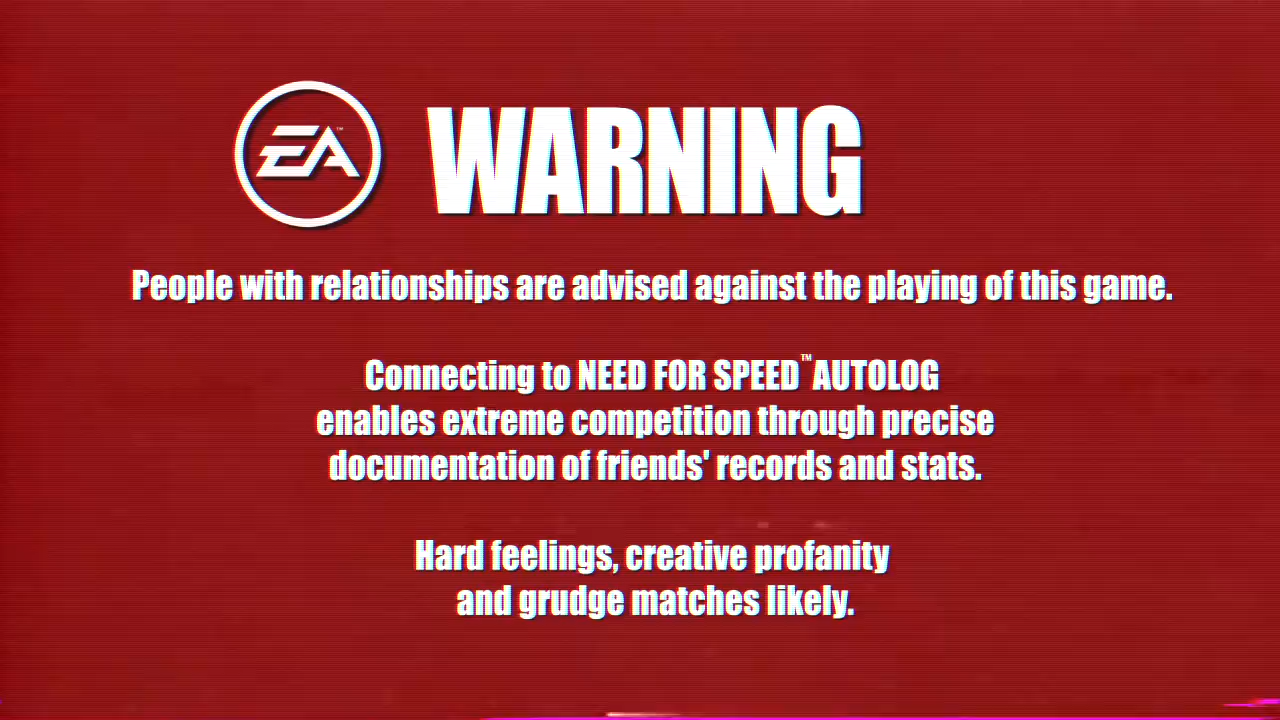 EA™ WARNING
People with relationships are advised against the playing of this game.
Connecting to NEED FOR SPEED™ AUTOLOG
enables extreme competition through precise
documentation of friends' records and stats.
Hard feelings, creative profanity
and grudge matches likely.